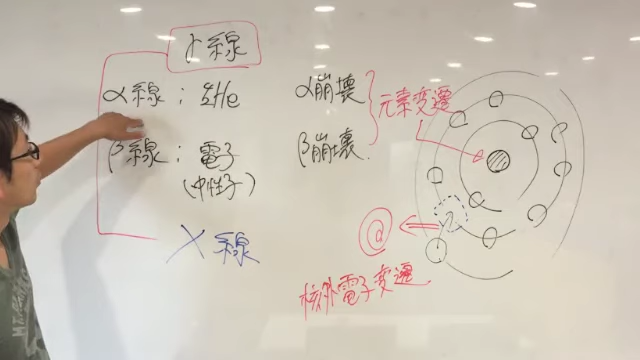 γ線
α線 ; ⁴₂He α崩壊
元素変遷
β線 ; 電子 β崩壊.
(中性子)
X線
核外電子変遷